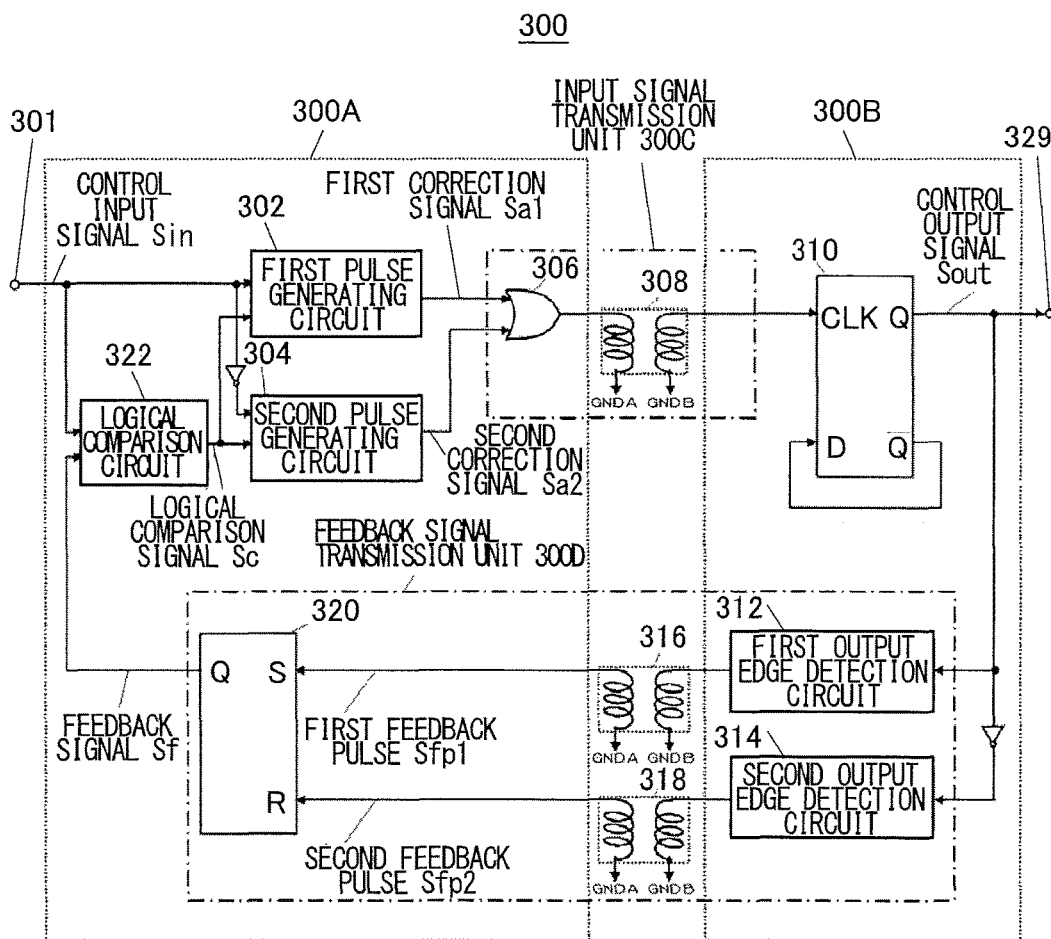 300
301
300A
INPUT SIGNAL
TRANSMISSION
UNIT 300C
300B
329
CONTROL
INPUT
SIGNAL Sin
302
FIRST CORRECTION
SIGNAL Sa1
CONTROL
OUTPUT
SIGNAL
Sout
FIRST PULSE
GENERATING
CIRCUIT
306
308
310
CLK Q
GNDA GNDB
322
304
LOGICAL
COMPARISON
CIRCUIT
SECOND PULSE
GENERATING
CIRCUIT
SECOND
CORRECTION
SIGNAL Sa2
D Q
LOGICAL
COMPARISON
SIGNAL Sc
FEEDBACK SIGNAL
TRANSMISSION UNIT 300D
320
316
312
Q S
FIRST OUTPUT
EDGE DETECTION
CIRCUIT
FEEDBACK
SIGNAL Sf
FIRST FEEDBACK
PULSE Sfp1
GNDA GNDB
318
314
R
SECOND OUTPUT
EDGE DETECTION
CIRCUIT
SECOND FEEDBACK
PULSE Sfp2
GNDA GNDB